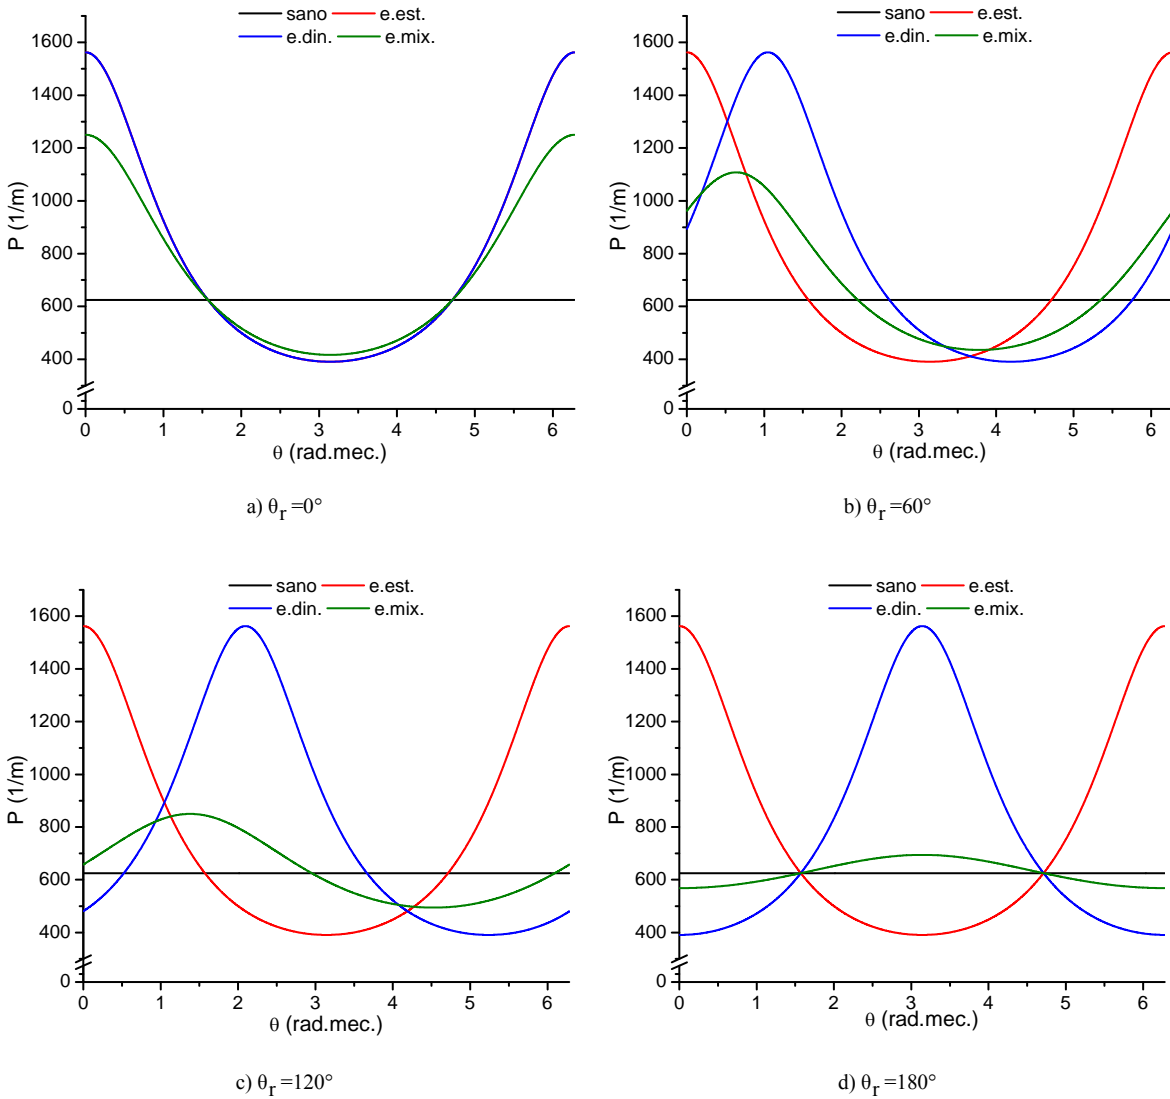 sano e.est.
e.din. e.mix.
1600
1400
1200
1000
800
600
400
0
P (1/m)
0 1 2 3 4 5 6
θ (rad.mec.)
a) θr =0°
sano e.est.
e.din. e.mix.
1600
1400
1200
1000
800
600
400
0
P (1/m)
0 1 2 3 4 5 6
θ (rad.mec.)
b) θr =60°
sano e.est.
e.din. e.mix.
1600
1400
1200
1000
800
600
400
0
P (1/m)
0 1 2 3 4 5 6
θ (rad.mec.)
c) θr =120°
sano e.est.
e.din. e.mix.
1600
1400
1200
1000
800
600
400
0
P (1/m)
0 1 2 3 4 5 6
θ (rad.mec.)
d) θr =180°